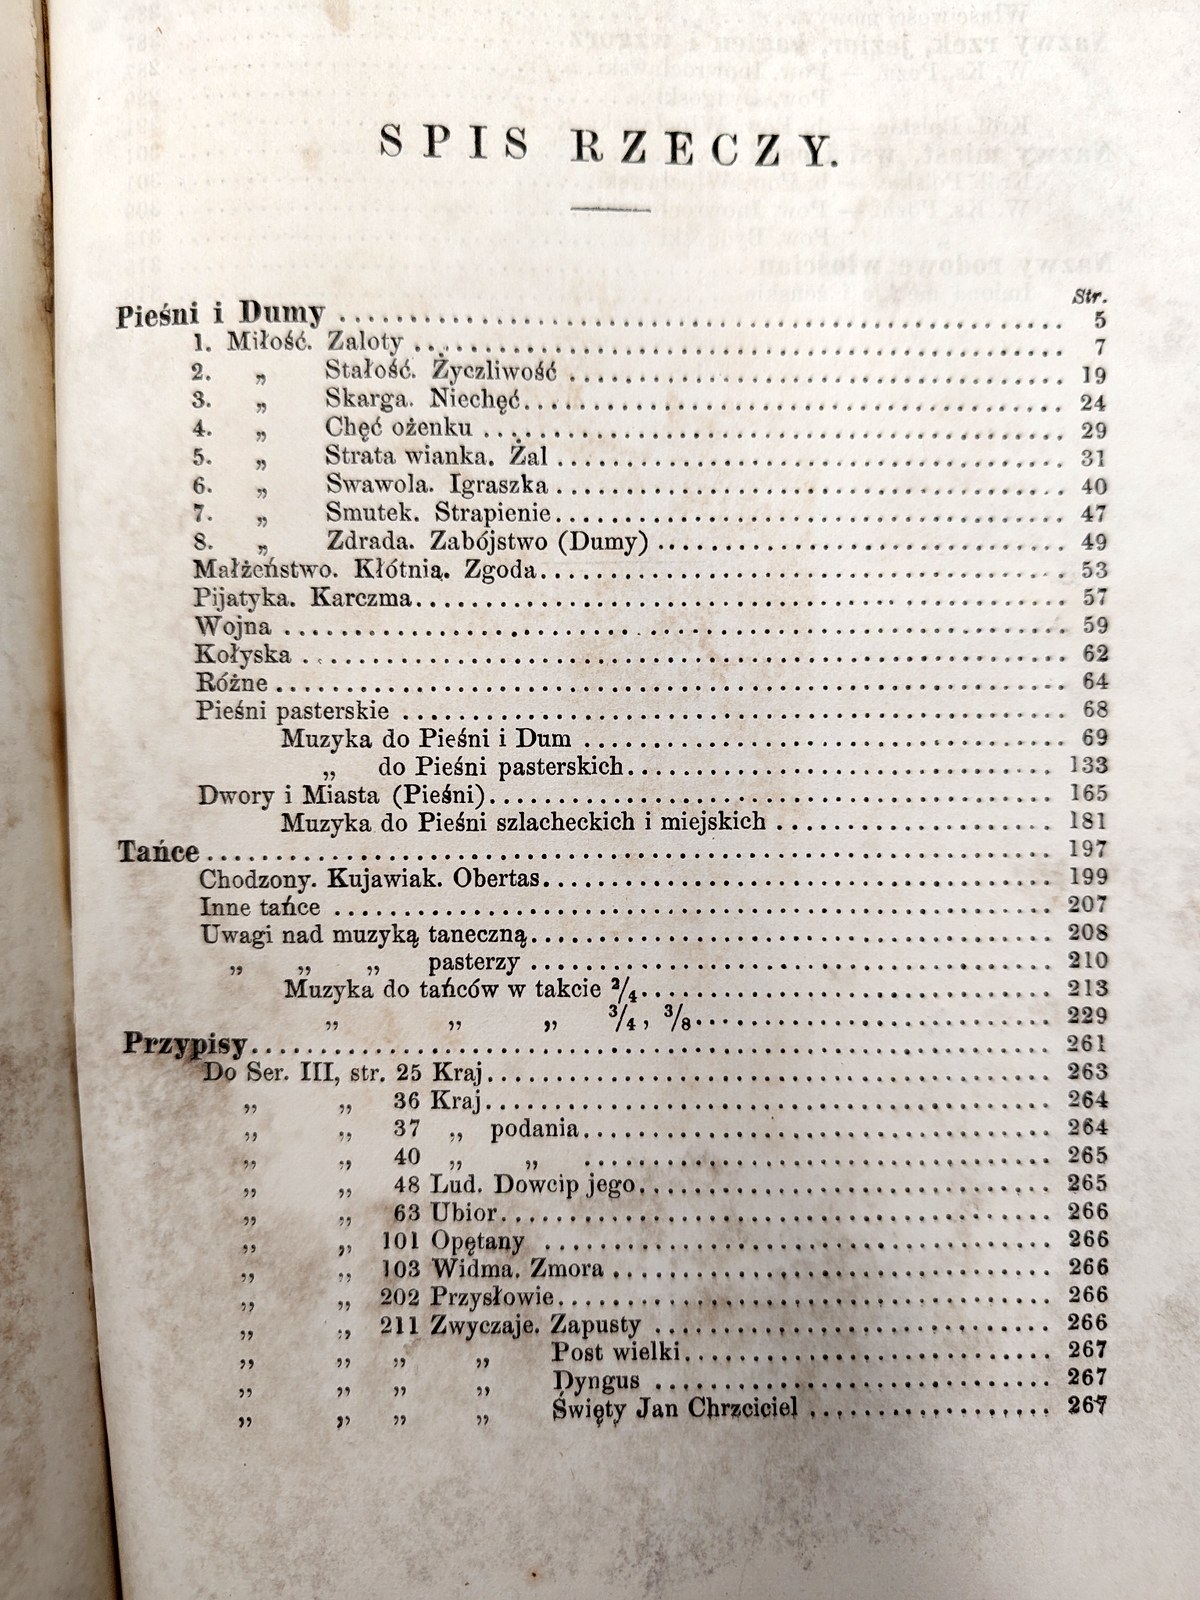 SPIS RZECZY.
Str.
Pieśni i Dumy ........ 5
1. Miłość. Zaloty ........ 7
2. „ Stałość. Życzliwość ........ 19
3. „ Skarga. Niechęć ........ 24
4. „ Chęć ożenku ........ 29
5. „ Strata wianka. Żal ........ 31
6. „ Swawola. Igraszka ........ 40
7. „ Smutek. Strapienie ........ 47
8. „ Zdrada. Zabójstwo (Dumy) ........ 49
Małżeństwo. Kłótnią. Zgoda ........ 53
Pijatyka. Karczma ........ 57
Wojna ........ 59
Kołyska ........ 62
Różne ........ 64
Pieśni pasterskie ........ 68
Muzyka do Pieśni i Dum ........ 69
„ do Pieśni pasterskich ........ 133
Dwory i Miasta (Pieśni) ........ 165
Muzyka do Pieśni szlacheckich i miejskich ........ 181
Tańce ........ 197
Chodzony. Kujawiak. Obertas ........ 199
Inne tańce ........ 207
Uwagi nad muzyką taneczną ........ 208
„ „ „ pasterzy ........ 210
Muzyka do tańców w takcie 2/4 ........ 213
„ „ „ 3/4, 3/8 ........ 229
Przypisy ........ 261
Do Ser. III, str. 25 Kraj ........ 263
„ „ 36 Kraj ........ 264
„ „ 37 „ podania ........ 264
„ „ 40 „ „ ........ 265
„ „ 48 Lud. Dowcip jego ........ 265
„ „ 63 Ubior ........ 266
„ „ 101 Opętany ........ 266
„ „ 103 Widma. Zmora ........ 266
„ „ 202 Przysłowie ........ 266
„ „ 211 Zwyczaje. Zapusty ........ 266
„ „ „ „ Post wielki ........ 267
„ „ „ „ Dyngus ........ 267
„ „ „ „ Święty Jan Chrzciciel ........ 267